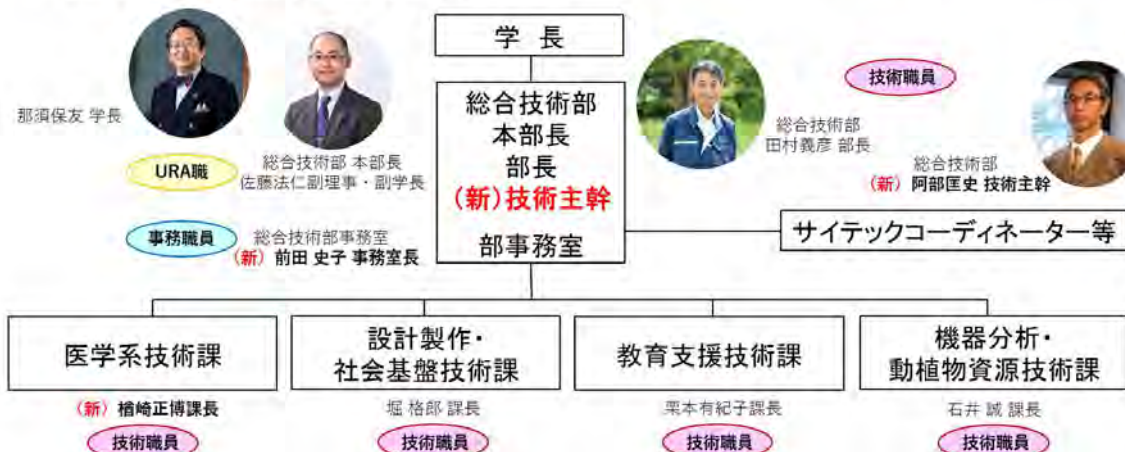 学 長
那須保友 学長
URA職
総合技術部 本部長
佐藤法仁副理事・副学長
事務職員
総合技術部事務室
(新) 前田 史子 事務室長
総合技術部
本部長
部長
(新)技術主幹
部事務室
総合技術部
田村義彦 部長
技術職員
総合技術部
(新) 阿部匡史 技術主幹
サイテックコーディネーター等
医学系技術課
(新) 楢崎正博課長
技術職員
設計製作・
社会基盤技術課
堀 格郎 課長
技術職員
教育支援技術課
栗本有紀子課長
技術職員
機器分析・
動植物資源技術課
石井 誠 課長
技術職員